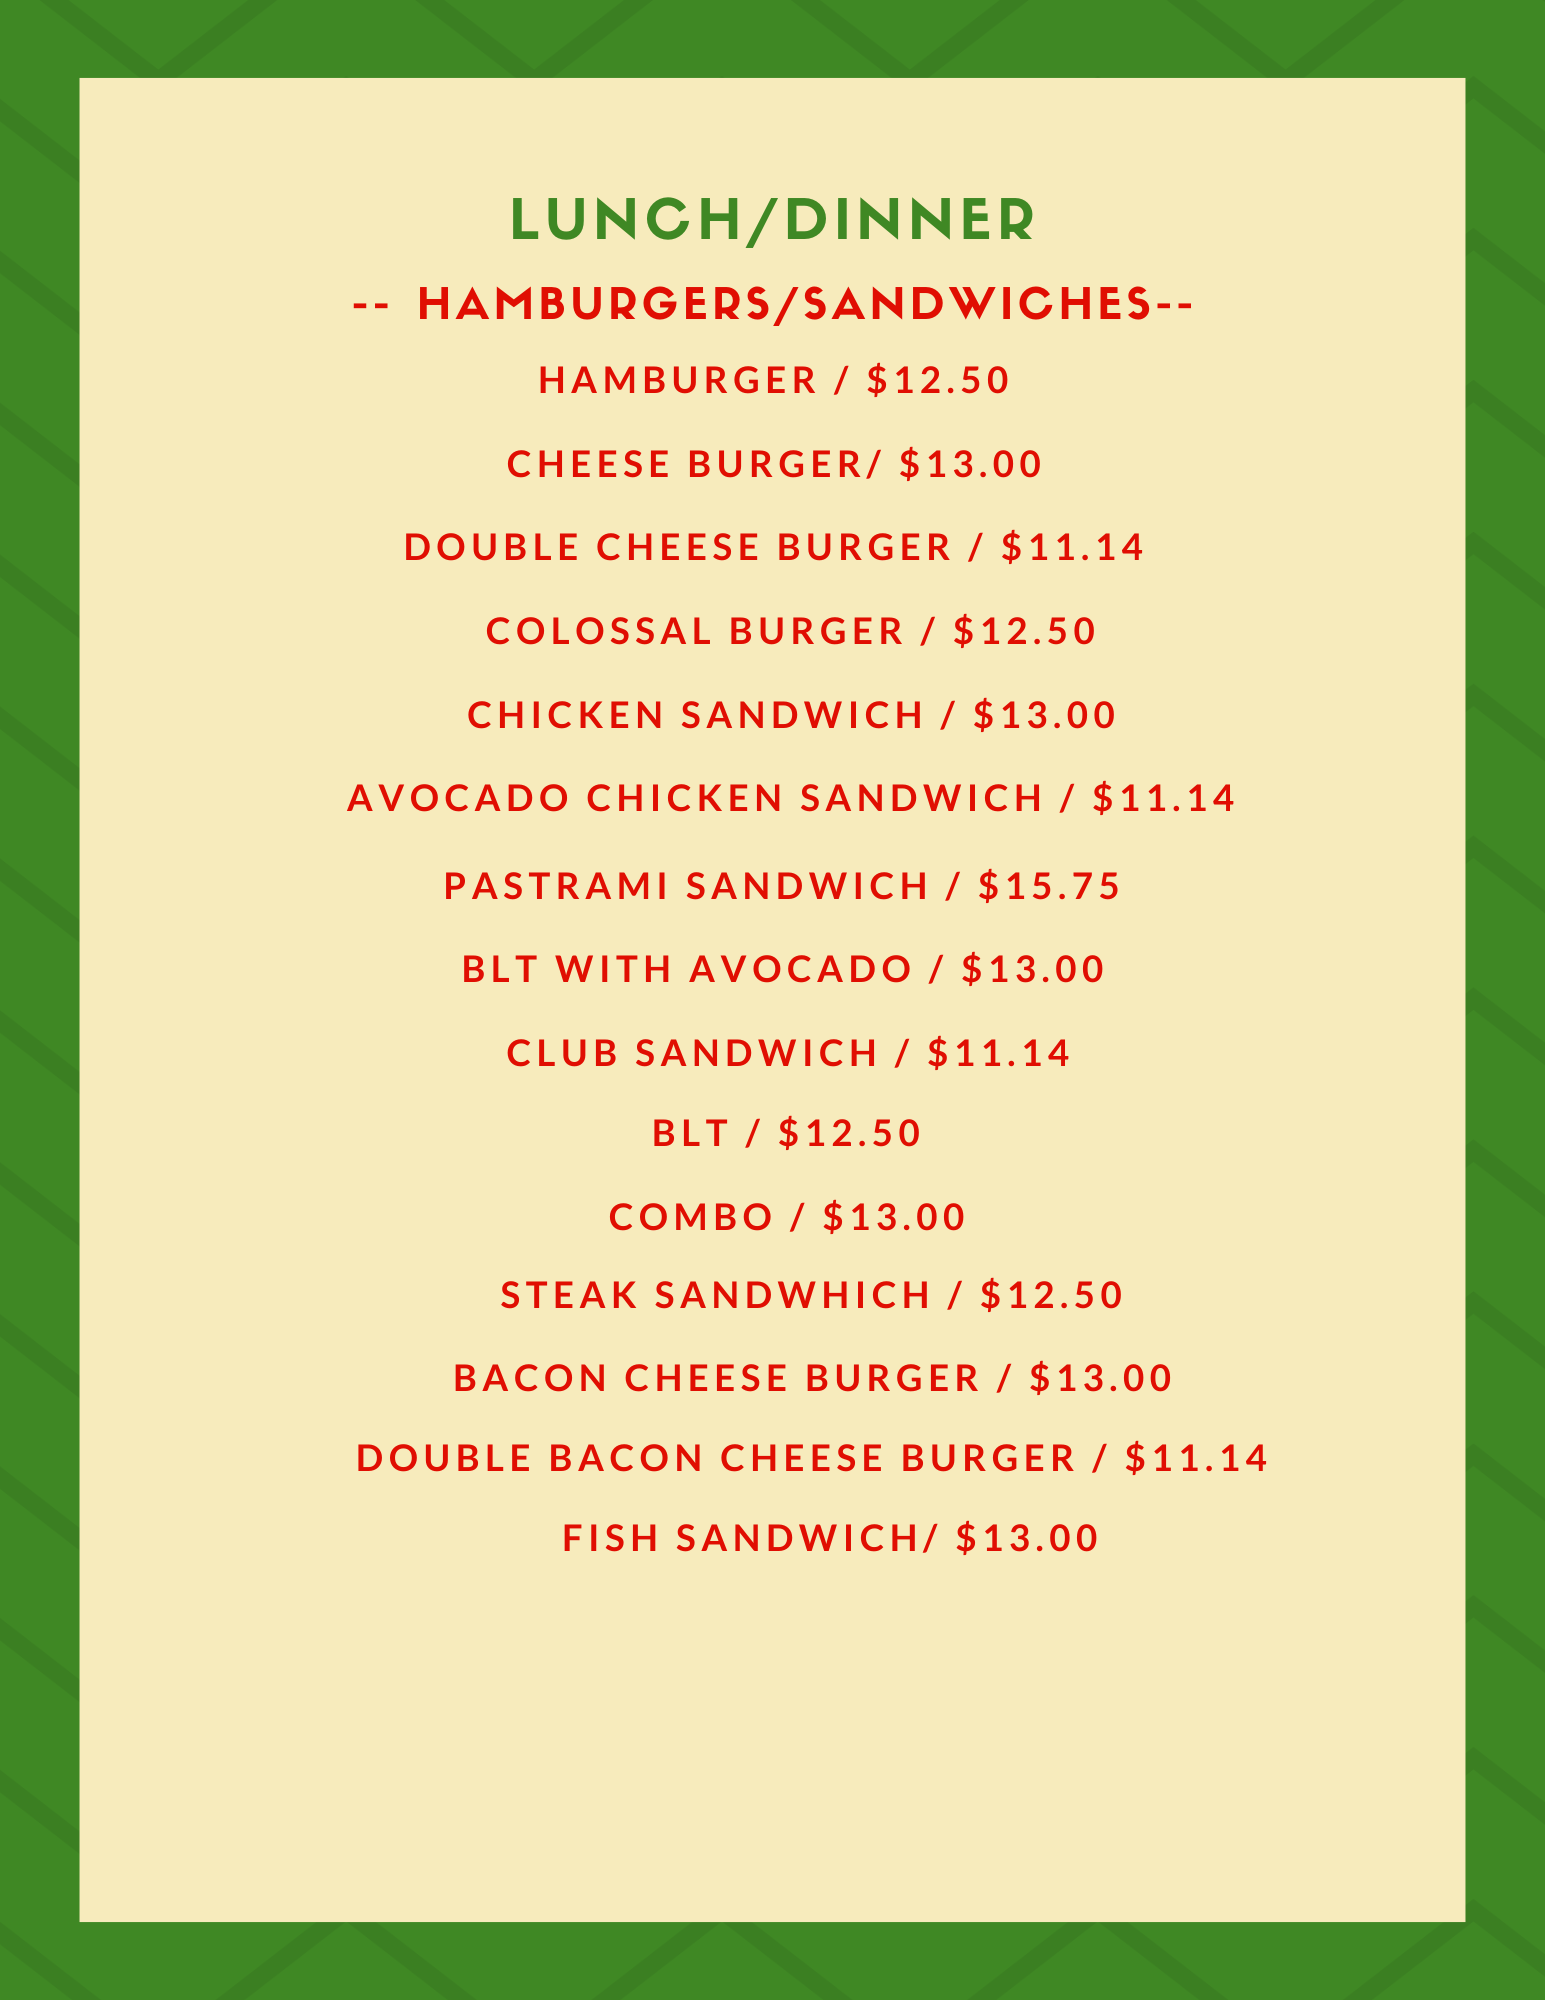 LUNCH/DINNER
-- HAMBURGERS/SANDWICHES--
HAMBURGER / $12.50
CHEESE BURGER/ $13.00
DOUBLE CHEESE BURGER / $11.14
COLOSSAL BURGER / $12.50
CHICKEN SANDWICH / $13.00
AVOCADO CHICKEN SANDWICH / $11.14
PASTRAMI SANDWICH / $15.75
BLT WITH AVOCADO / $13.00
CLUB SANDWICH / $11.14
BLT / $12.50
COMBO / $13.00
STEAK SANDWHICH / $12.50
BACON CHEESE BURGER / $13.00
DOUBLE BACON CHEESE BURGER / $11.14
FISH SANDWICH/ $13.00